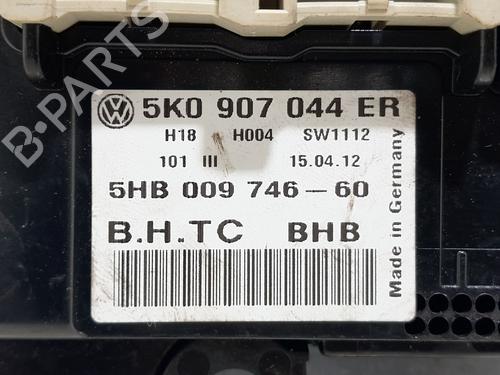 5K0 907 044 ER
H18 H004 SW1112
101 III 15.04.12
5HB 009 746-60
B.H.TC BHB
Made in Germany
B-PARTS
B-PARTS